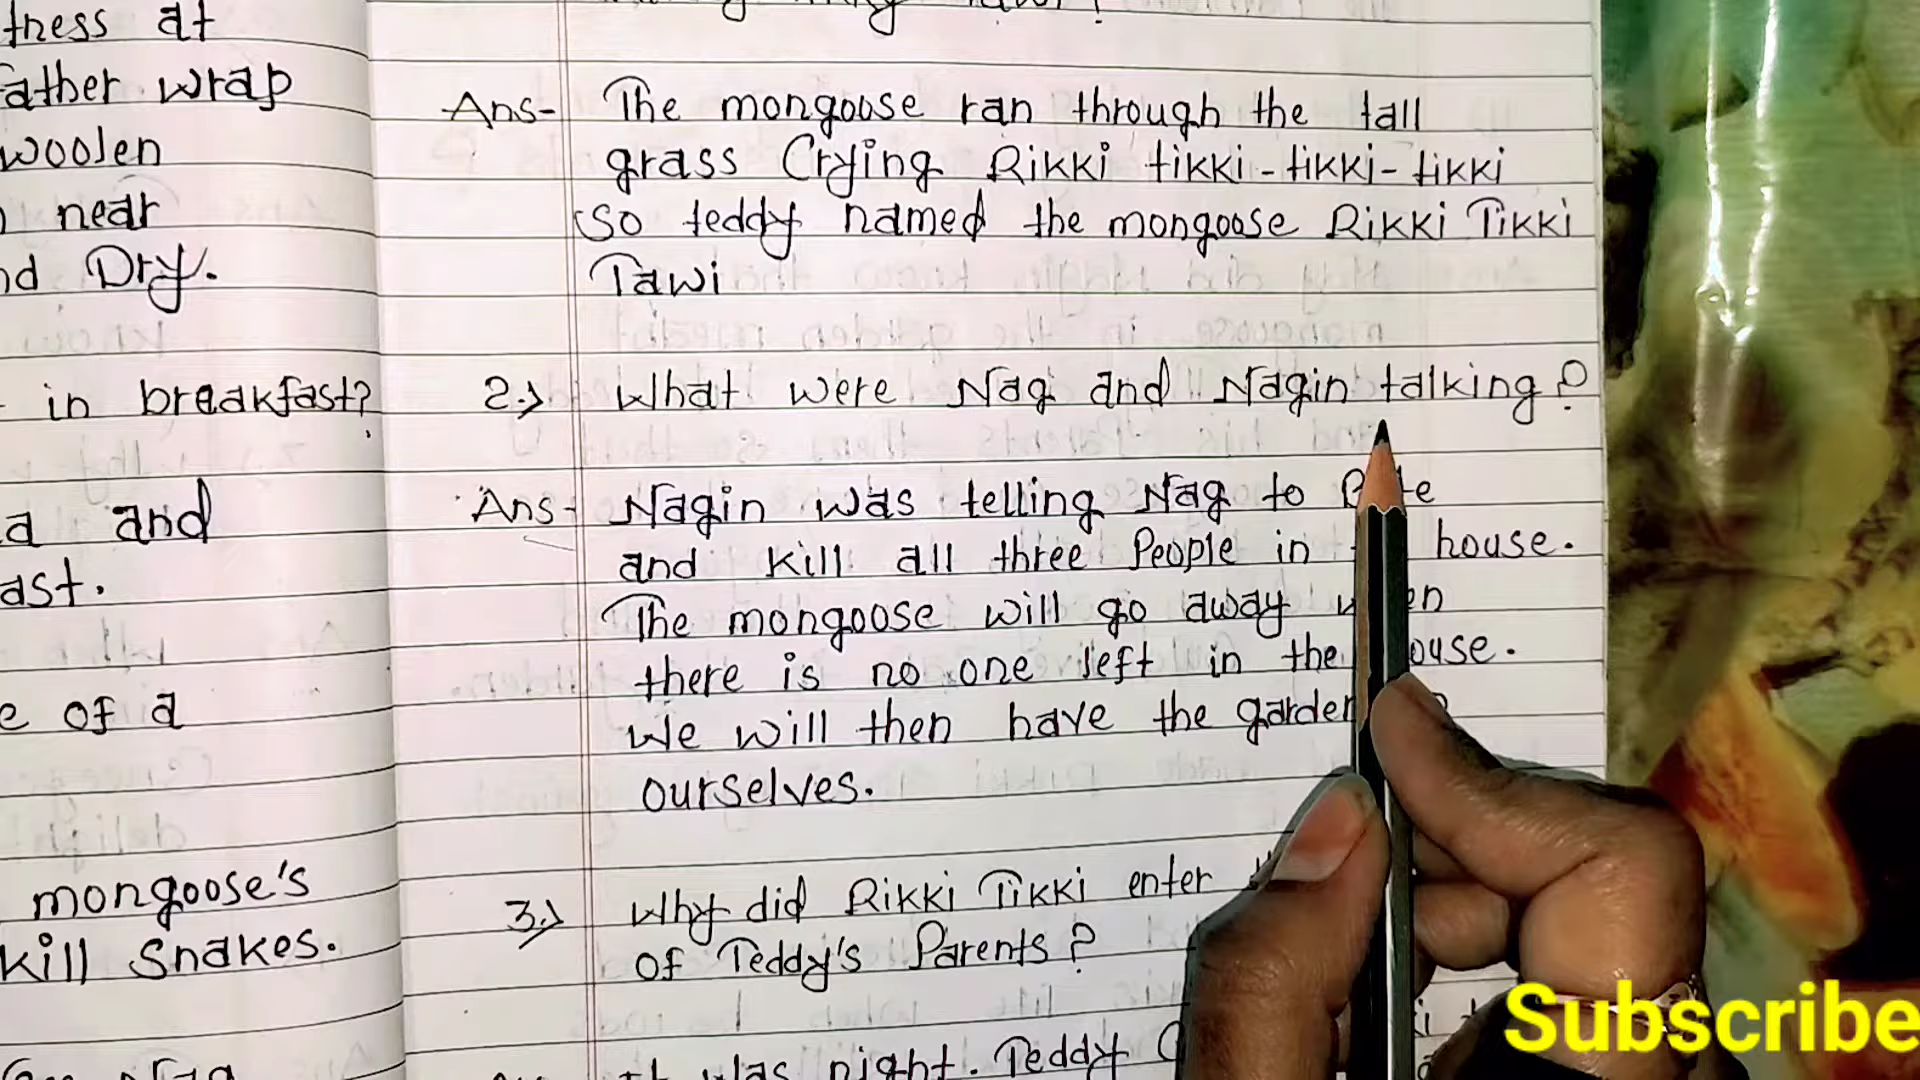 tness at
ather wrap
woolen
near
nd Dry.
in breakfast?
a and
ast.
e of a
mongoose's
kill Snakes.
Ans- The mongoose ran through the tall
grass Crying Rikki tikki - tikki - tikki
So teddy named the mongoose Rikki Tikki
Tawi
2.) What were Nag and Nagin talking?
Ans- Nagin was telling Nag to
and kill all three People in house.
The mongoose will go away
there is no one left in the ouse.
We will then have the garden
ourselves.
3.) Why did Rikki Tikki enter
of Teddy's Parents?
was night. Teddy
Subscribe